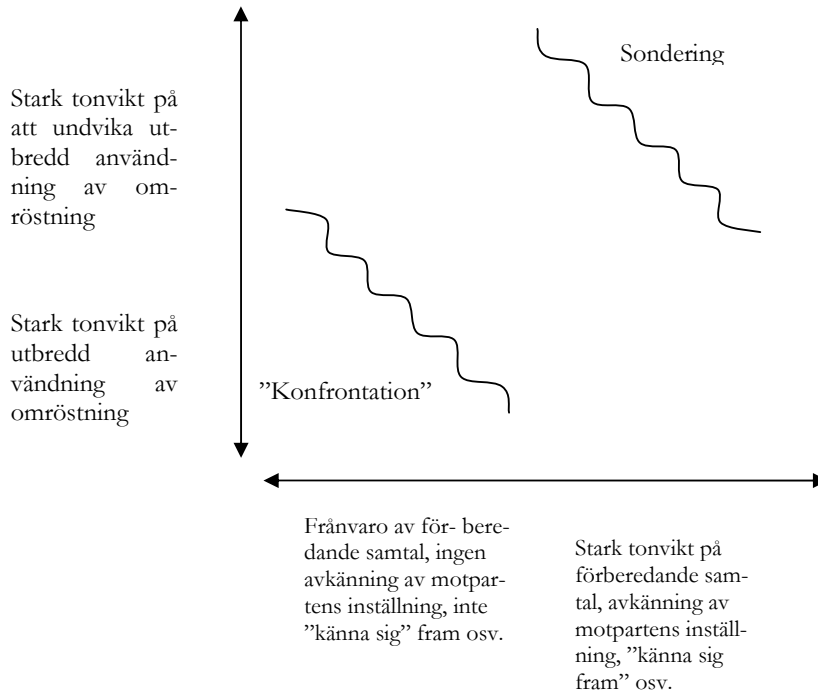 Sondering
Stark tonvikt på
att undvika ut-
bredd använd-
ning av om-
röstning
Stark tonvikt på
utbredd an-
vändning av
omröstning
”Konfrontation”
Frånvaro av för- bere-
dande samtal, ingen
avkänning av motpar-
tens inställning, inte
”känna sig” fram osv.
Stark tonvikt på
förberedande sam-
tal, avkänning av
motpartens inställ-
ning, ”känna sig
fram” osv.